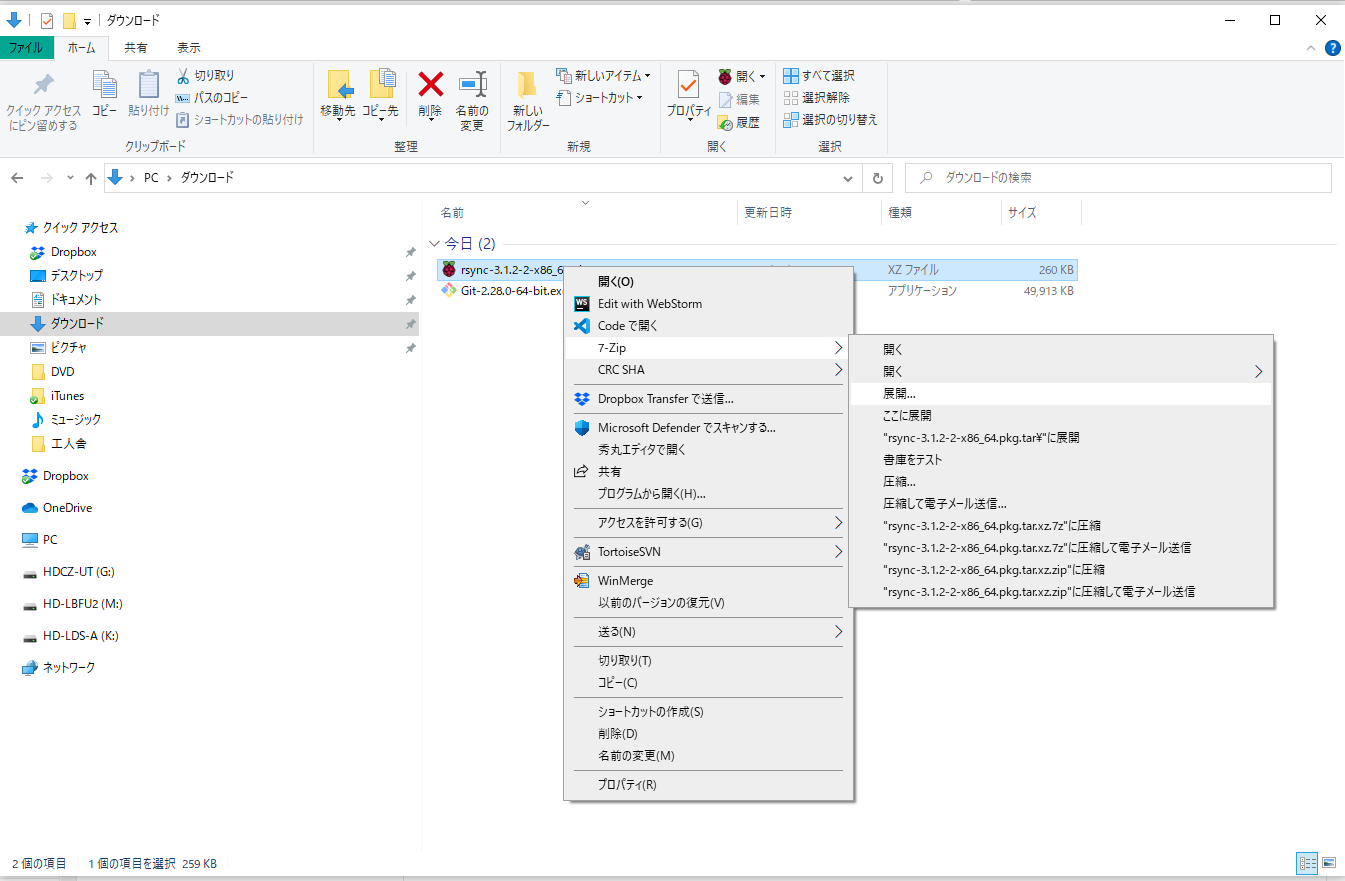 ダウンロード
ファイル ホーム 共有 表示
クイック アクセス
にピン留めする
コピー
貼り付け
切り取り
パスのコピー
ショートカットの貼り付け
クリップボード
移動先
コピー先
削除
名前の
変更
整理
新しい
フォルダー
新しいアイテム
ショートカット
新規
プロパティ
開く
編集
履歴
開く
すべて選択
選択解除
選択の切り替え
選択
PC › ダウンロード
ダウンロードの検索
クイック アクセス
Dropbox
デスクトップ
ドキュメント
ダウンロード
ピクチャ
DVD
iTunes
ミュージック
工人舎
Dropbox
OneDrive
PC
HDCZ-UT (G:)
HD-LBFU2 (M:)
HD-LDS-A (K:)
ネットワーク
名前 更新日時 種類 サイズ
今日 (2)
rsync-3.1.2-2-x86_6 XZ ファイル 260 KB
Git-2.28.0-64-bit.ex アプリケーション 49,913 KB
開く(O)
Edit with WebStorm
Code で開く
7-Zip
CRC SHA
Dropbox Transfer で送信...
Microsoft Defender でスキャンする...
秀丸エディタで開く
共有
プログラムから開く(H)...
アクセスを許可する(G)
TortoiseSVN
WinMerge
以前のバージョンの復元(V)
送る(N)
切り取り(T)
コピー(C)
ショートカットの作成(S)
削除(D)
名前の変更(M)
プロパティ(R)
開く
開く
展開...
ここに展開
"rsync-3.1.2-2-x86_64.pkg.tar¥"に展開
書庫をテスト
圧縮...
圧縮して電子メール送信...
"rsync-3.1.2-2-x86_64.pkg.tar.xz.7z"に圧縮
"rsync-3.1.2-2-x86_64.pkg.tar.xz.7z"に圧縮して電子メール送信
"rsync-3.1.2-2-x86_64.pkg.tar.xz.zip"に圧縮
"rsync-3.1.2-2-x86_64.pkg.tar.xz.zip"に圧縮して電子メール送信
2 個の項目 1 個の項目を選択 259 KB